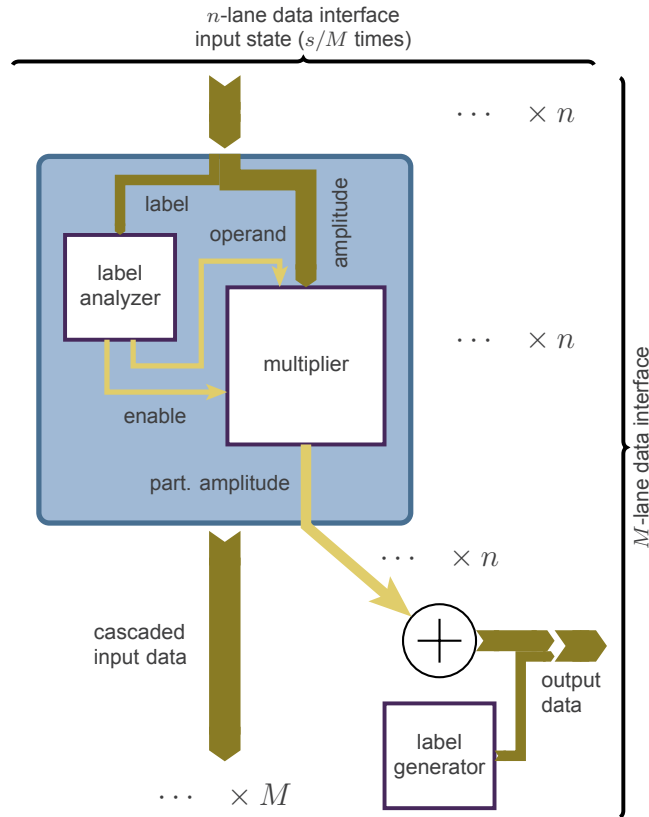 n-lane data interface
input state (s/M times)
⋯ × n
label
amplitude
operand
label
analyzer
⋯ × n
multiplier
enable
part. amplitude
M-lane data interface
⋯ × n
cascaded
input data
output
data
label
generator
⋯ × M